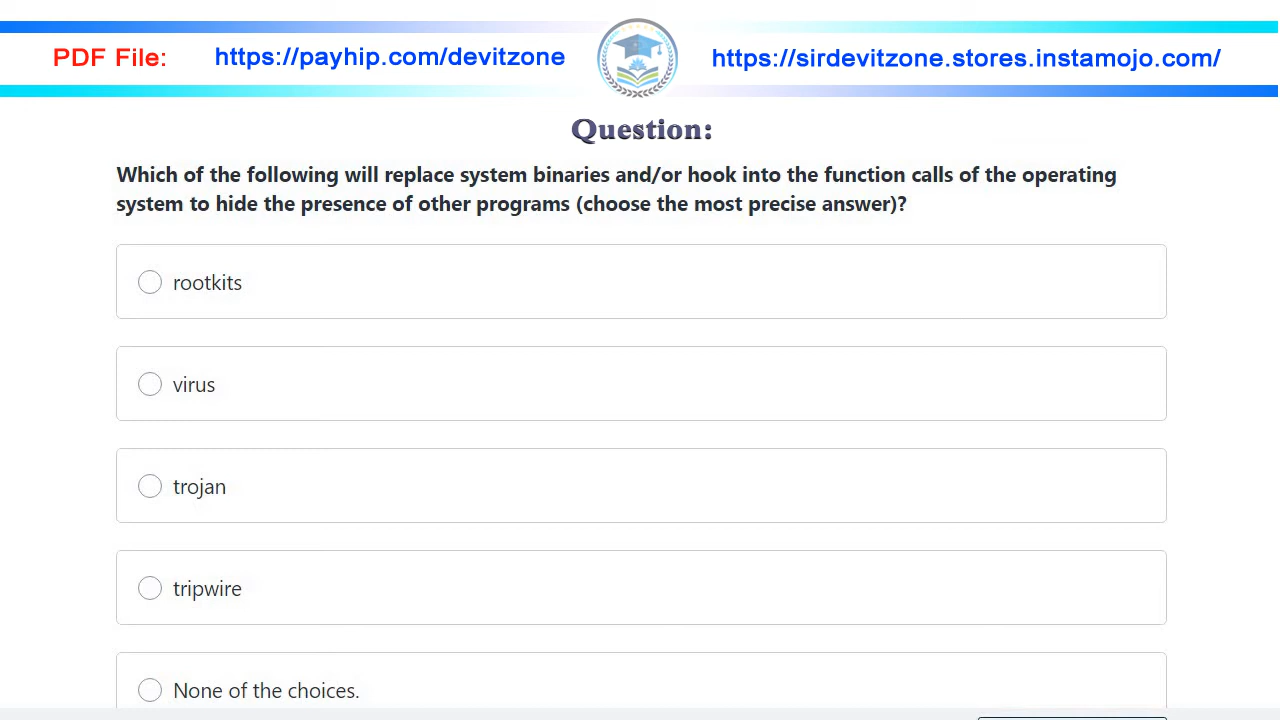 PDF File: https://payhip.com/devitzone https://sirdevitzone.stores.instamojo.com/
Question:
Which of the following will replace system binaries and/or hook into the function calls of the operating
system to hide the presence of other programs (choose the most precise answer)?
rootkits
virus
trojan
tripwire
None of the choices.